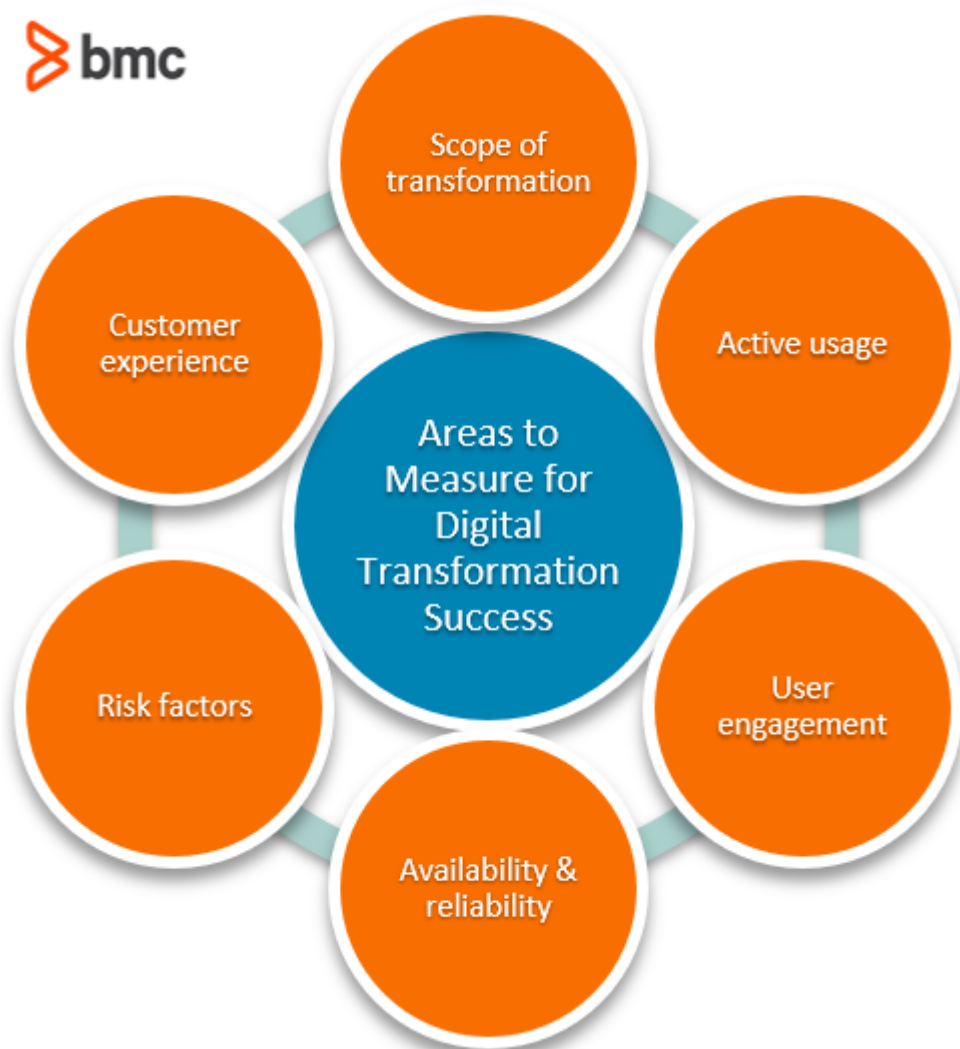 bmc
Scope of
transformation
Active usage
User
engagement
Availability &
reliability
Risk factors
Customer
experience
Areas to
Measure for
Digital
Transformation
Success